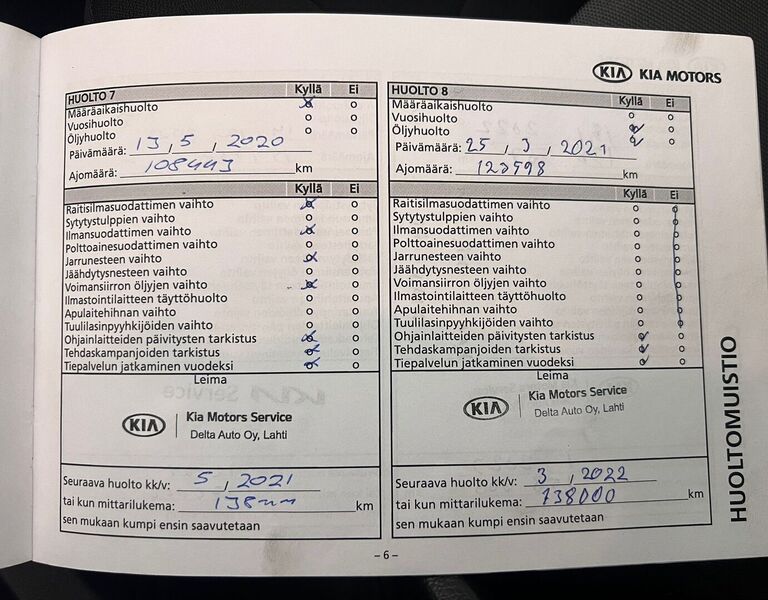 KIA KIA MOTORS
HUOLTO 7 Kyllä Ei
Määräaikaishuolto
Vuosihuolto
Öljyhuolto
Päivämäärä: 13, 5, 2020
Ajomäärä: 108443 km
Kyllä Ei
Raitisilmasuodattimen vaihto
Sytytystulppien vaihto
Ilmansuodattimen vaihto
Polttoainesuodattimen vaihto
Jarrunesteen vaihto
Jäähdytysnesteen vaihto
Voimansiirron öljyjen vaihto
Ilmastointilaitteen täyttöhuolto
Apulaitehihnan vaihto
Tuulilasinpyyhkijöiden vaihto
Ohjainlaitteiden päivitysten tarkistus
Tehdaskampanjoiden tarkistus
Tiepalvelun jatkaminen vuodeksi
Leima
KIA Kia Motors Service
Delta Auto Oy, Lahti
Seuraava huolto kk/v: 5, 2021
tai kun mittarilukema: km
sen mukaan kumpi ensin saavutetaan
HUOLTO 8 Kyllä Ei
Määräaikaishuolto
Vuosihuolto
Öljyhuolto
Päivämäärä: 25, 3, 2021
Ajomäärä: km
Kyllä Ei
Raitisilmasuodattimen vaihto
Sytytystulppien vaihto
Ilmansuodattimen vaihto
Polttoainesuodattimen vaihto
Jarrunesteen vaihto
Jäähdytysnesteen vaihto
Voimansiirron öljyjen vaihto
Ilmastointilaitteen täyttöhuolto
Apulaitehihnan vaihto
Tuulilasinpyyhkijöiden vaihto
Ohjainlaitteiden päivitysten tarkistus
Tehdaskampanjoiden tarkistus
Tiepalvelun jatkaminen vuodeksi
Leima
KIA Kia Motors Service
Delta Auto Oy, Lahti
Seuraava huolto kk/v: 3, 2022
tai kun mittarilukema: 138000 km
sen mukaan kumpi ensin saavutetaan
HUOLTOMUISTIO
– 6 –